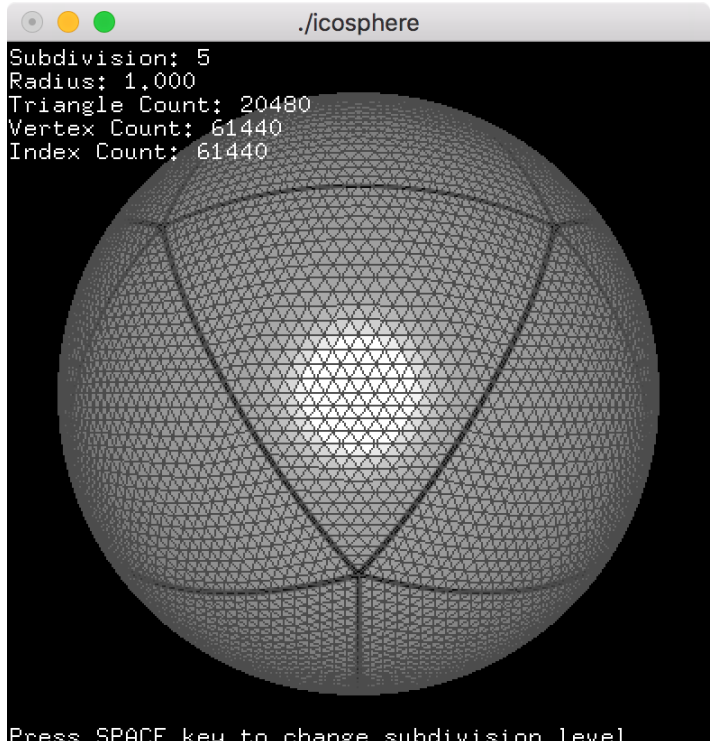 ./icosphere
Subdivision: 5
Radius: 1.000
Triangle Count: 20480
Vertex Count: 61440
Index Count: 61440
Press SPACE key to change subdivision level